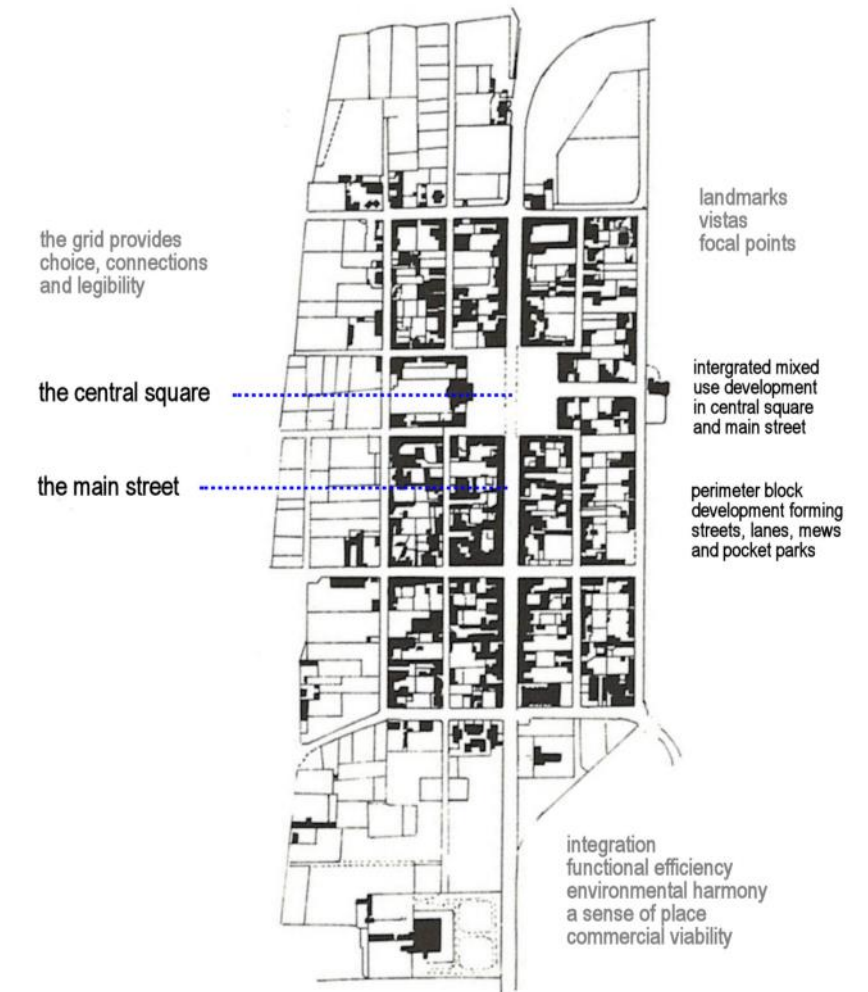 the grid provides
choice, connections
and legibility
landmarks
vistas
focal points
the central square
intergrated mixed
use development
in central square
and main street
the main street
perimeter block
development forming
streets, lanes, mews
and pocket parks
integration
functional efficiency
environmental harmony
a sense of place
commercial viability